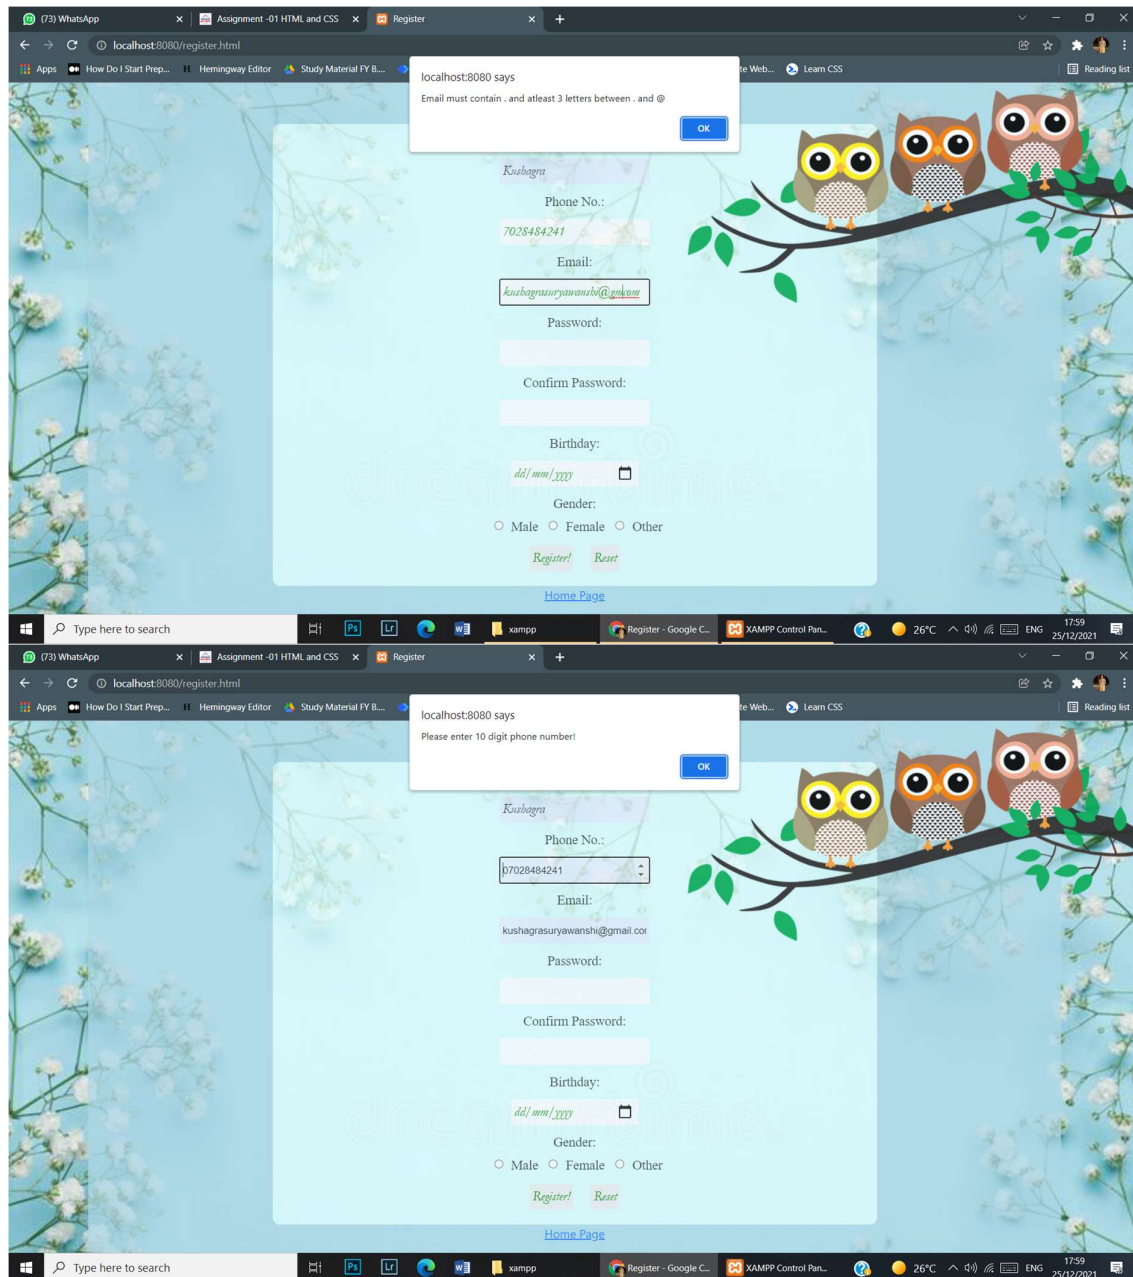 (73) WhatsApp
Assignment -01 HTML and CSS
Register
localhost:8080/register.html
Apps
How Do I Start Prep...
Hemingway Editor
Study Material FY B....
te Web...
Learn CSS
Reading list
localhost:8080 says
Email must contain . and atleast 3 letters between . and @
OK
Kushagra
Phone No.:
7028484241
Email:
kushagrasuryawanshi@gmkom
Password:
Confirm Password:
Birthday:
dd/mm/yyyy
Gender:
Male Female Other
Register! Reset
Home Page
Type here to search
Ps
Lr
xampp
Register - Google C...
XAMPP Control Pan...
26°C
ENG
17:59
25/12/2021
(73) WhatsApp
Assignment -01 HTML and CSS
Register
localhost:8080/register.html
Apps
How Do I Start Prep...
Hemingway Editor
Study Material FY B....
te Web...
Learn CSS
Reading list
localhost:8080 says
Please enter 10 digit phone number!
OK
Kushagra
Phone No.:
07028484241
Email:
kushagrasuryawanshi@gmail.cor
Password:
Confirm Password:
Birthday:
dd/mm/yyyy
Gender:
Male Female Other
Register! Reset
Home Page
Type here to search
Ps
Lr
xampp
Register - Google C...
XAMPP Control Pan...
26°C
ENG
17:59
25/12/2021